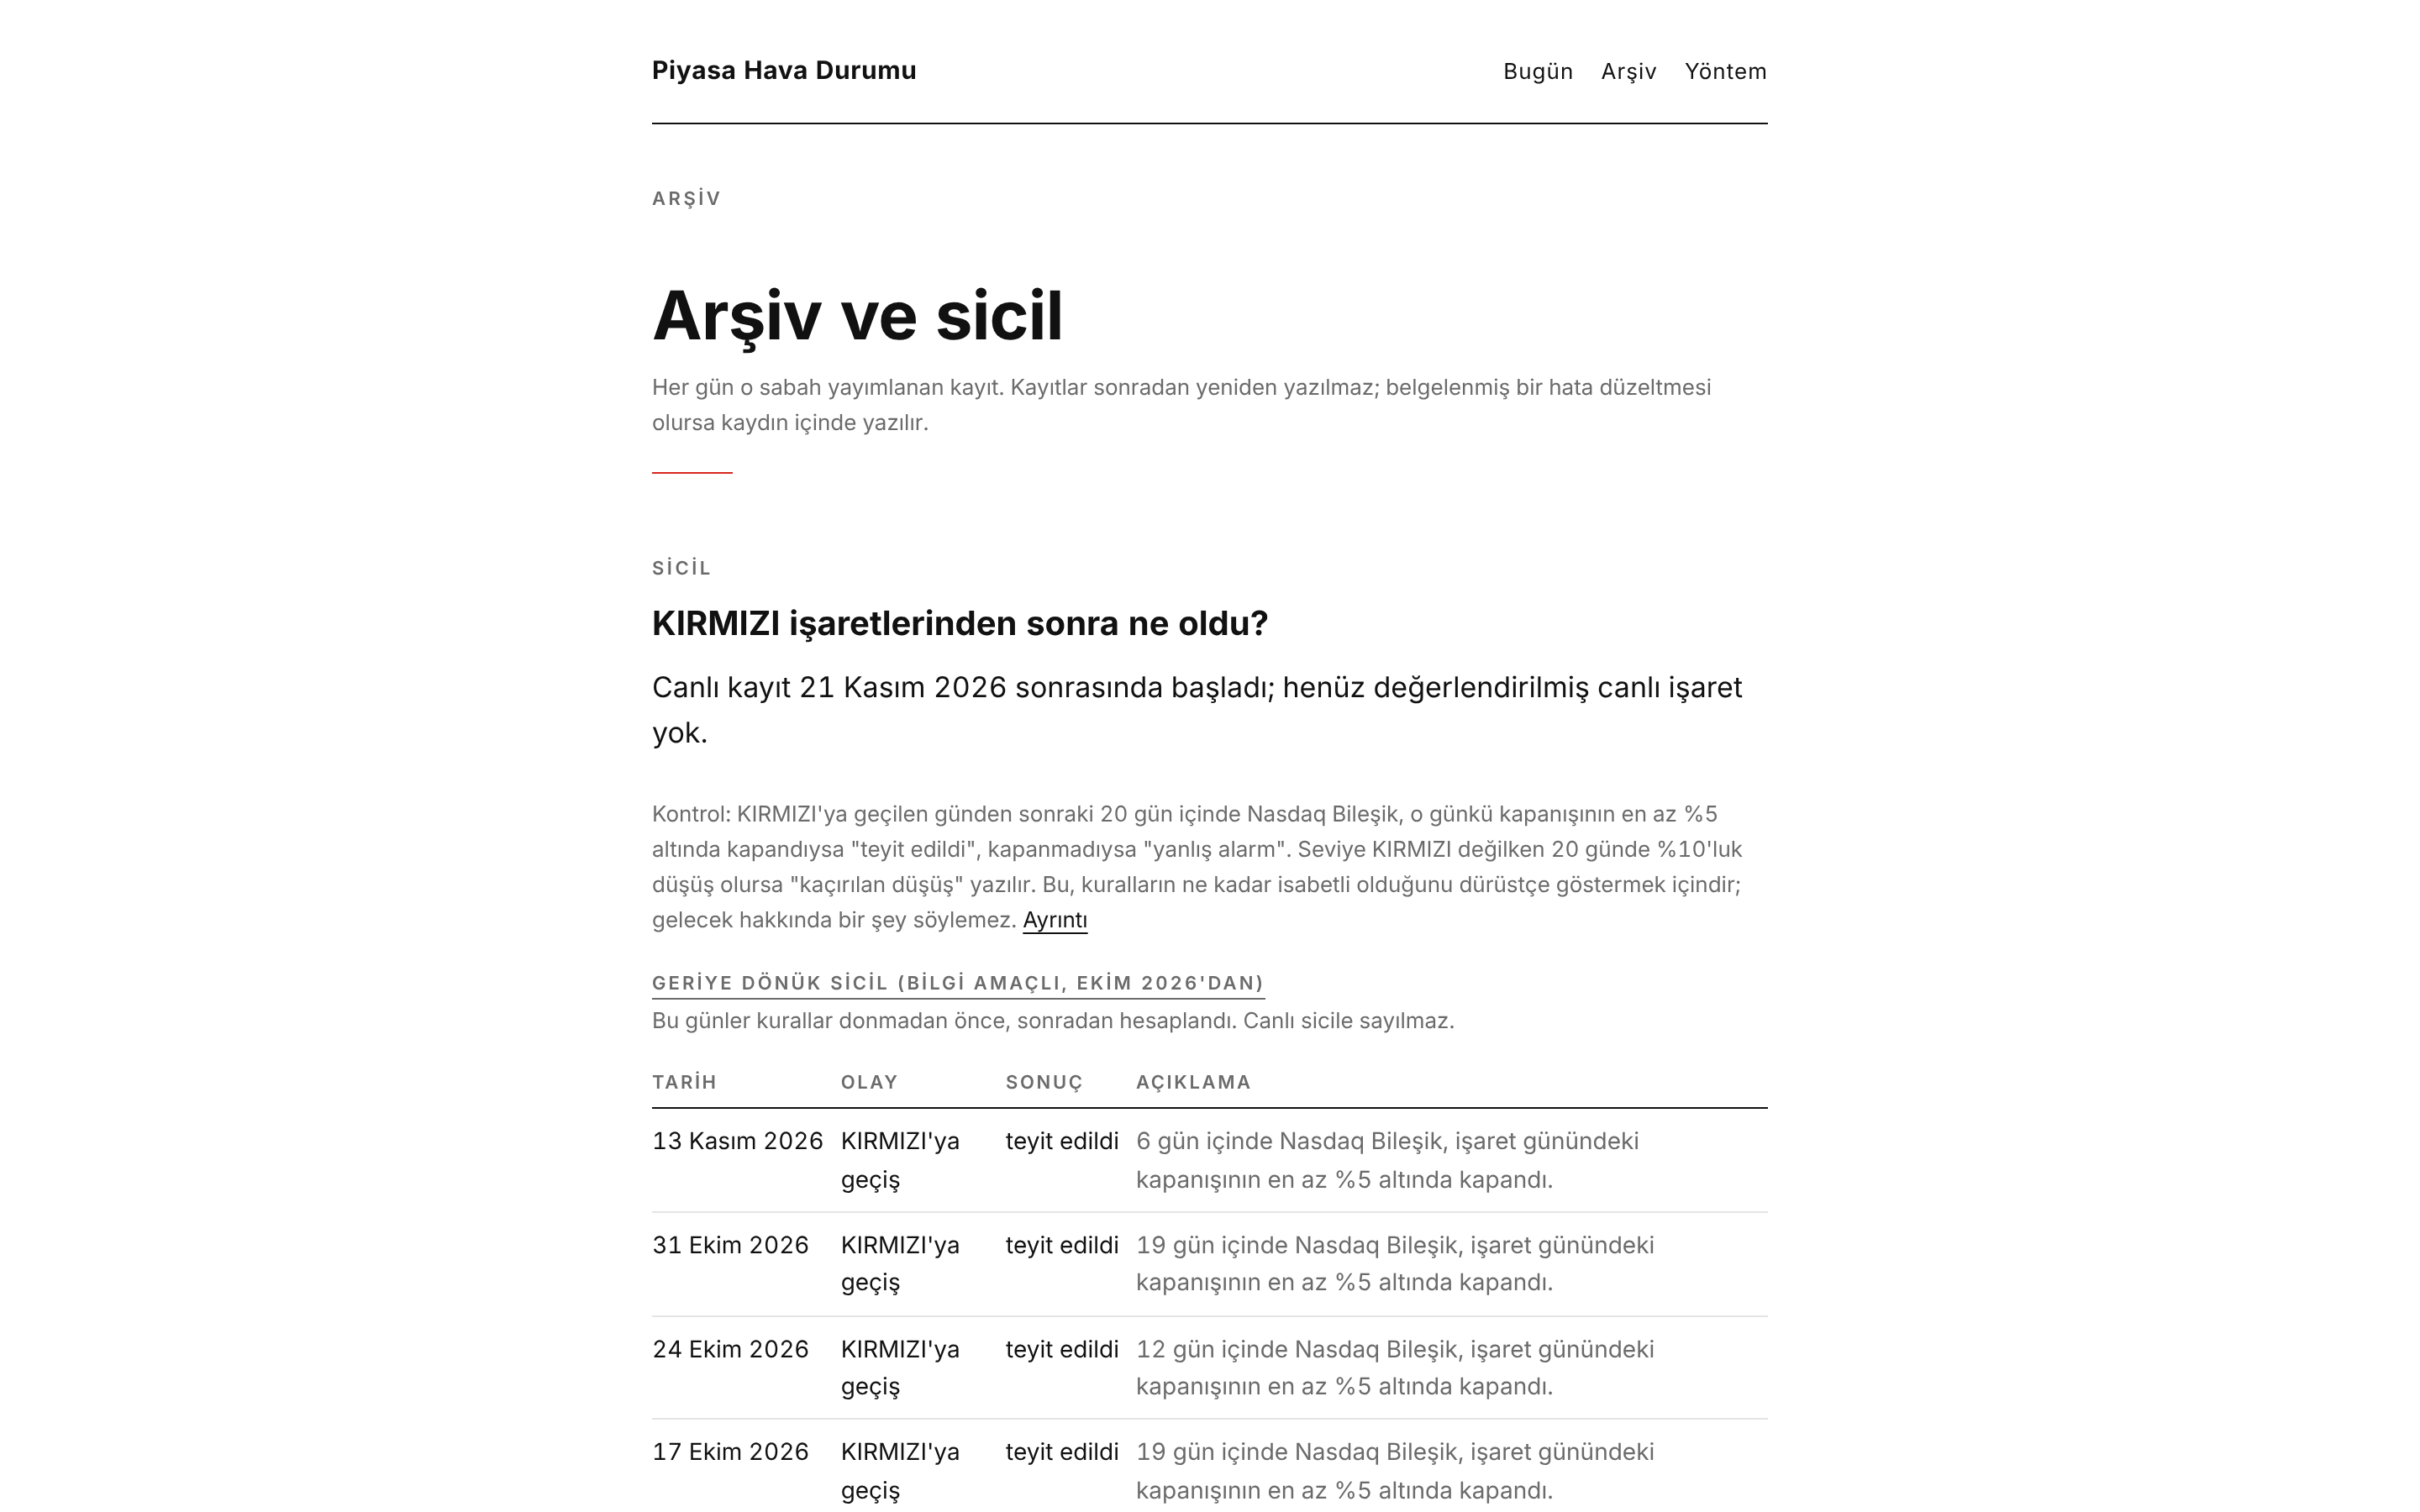 Piyasa Hava Durumu
Bugün Arşiv Yöntem
ARŞİV
Arşiv ve sicil
Her gün o sabah yayımlanan kayıt. Kayıtlar sonradan yeniden yazılmaz; belgelenmiş bir hata düzeltmesi
olursa kaydın içinde yazılır.
SİCİL
KIRMIZI işaretlerinden sonra ne oldu?
Canlı kayıt 21 Kasım 2026 sonrasında başladı; henüz değerlendirilmiş canlı işaret
yok.
Kontrol: KIRMIZI'ya geçilen günden sonraki 20 gün içinde Nasdaq Bileşik, o günkü kapanışının en az %5
altında kapandıysa "teyit edildi", kapanmadıysa "yanlış alarm". Seviye KIRMIZI değilken 20 günde %10'luk
düşüş olursa "kaçırılan düşüş" yazılır. Bu, kuralların ne kadar isabetli olduğunu dürüstçe göstermek içindir;
gelecek hakkında bir şey söylemez. Ayrıntı
GERİYE DÖNÜK SİCİL (BİLGİ AMAÇLI, EKİM 2026'DAN)
Bu günler kurallar donmadan önce, sonradan hesaplandı. Canlı sicile sayılmaz.
TARİH OLAY SONUÇ AÇIKLAMA
13 Kasım 2026 KIRMIZI'ya teyit edildi 6 gün içinde Nasdaq Bileşik, işaret günündeki
geçiş kapanışının en az %5 altında kapandı.
31 Ekim 2026 KIRMIZI'ya teyit edildi 19 gün içinde Nasdaq Bileşik, işaret günündeki
geçiş kapanışının en az %5 altında kapandı.
24 Ekim 2026 KIRMIZI'ya teyit edildi 12 gün içinde Nasdaq Bileşik, işaret günündeki
geçiş kapanışının en az %5 altında kapandı.
17 Ekim 2026 KIRMIZI'ya teyit edildi 19 gün içinde Nasdaq Bileşik, işaret günündeki
geçiş kapanışının en az %5 altında kapandı.